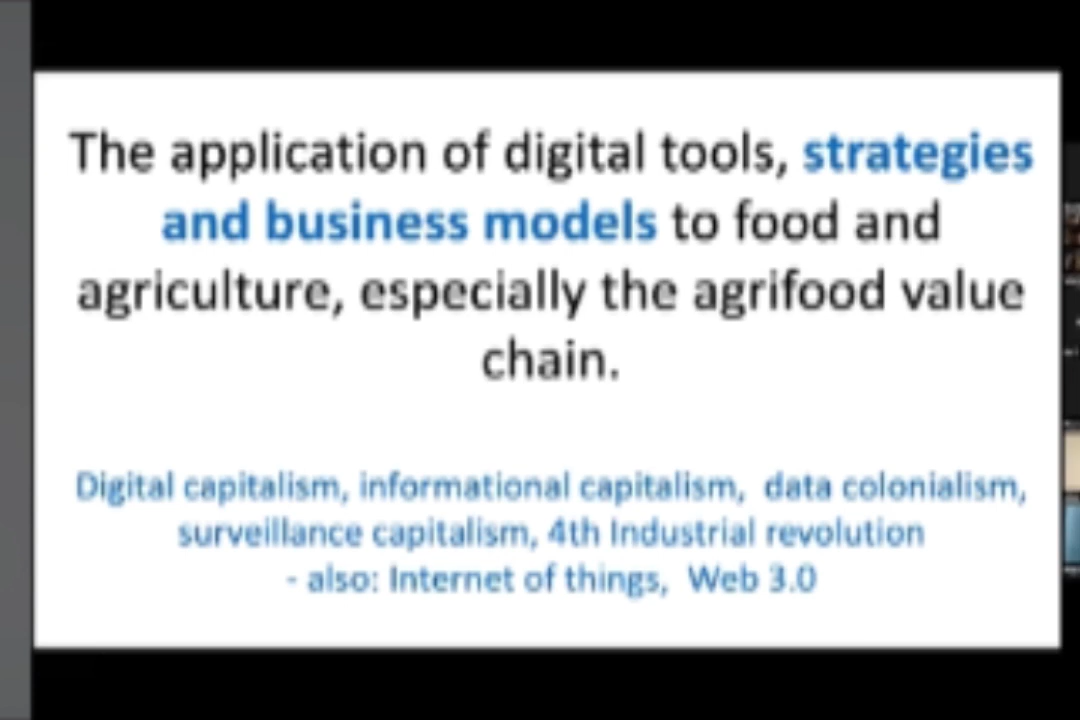 The application of digital tools, strategies
and business models to food and
agriculture, especially the agrifood value
chain.
Digital capitalism, informational capitalism,  data colonialism,
surveillance capitalism, 4th Industrial revolution
- also: Internet of things,  Web 3.0